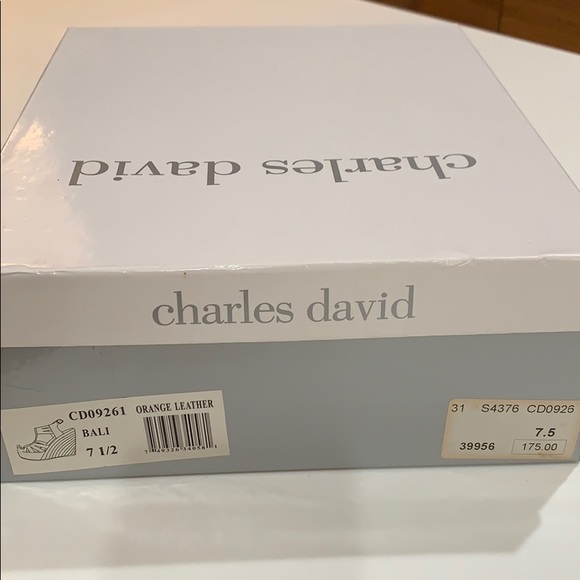 charles david
charles david
CD09261 ORANGE LEATHER
BALI
7 1/2
31 S4376 CD0926
7.5
39956 175.00